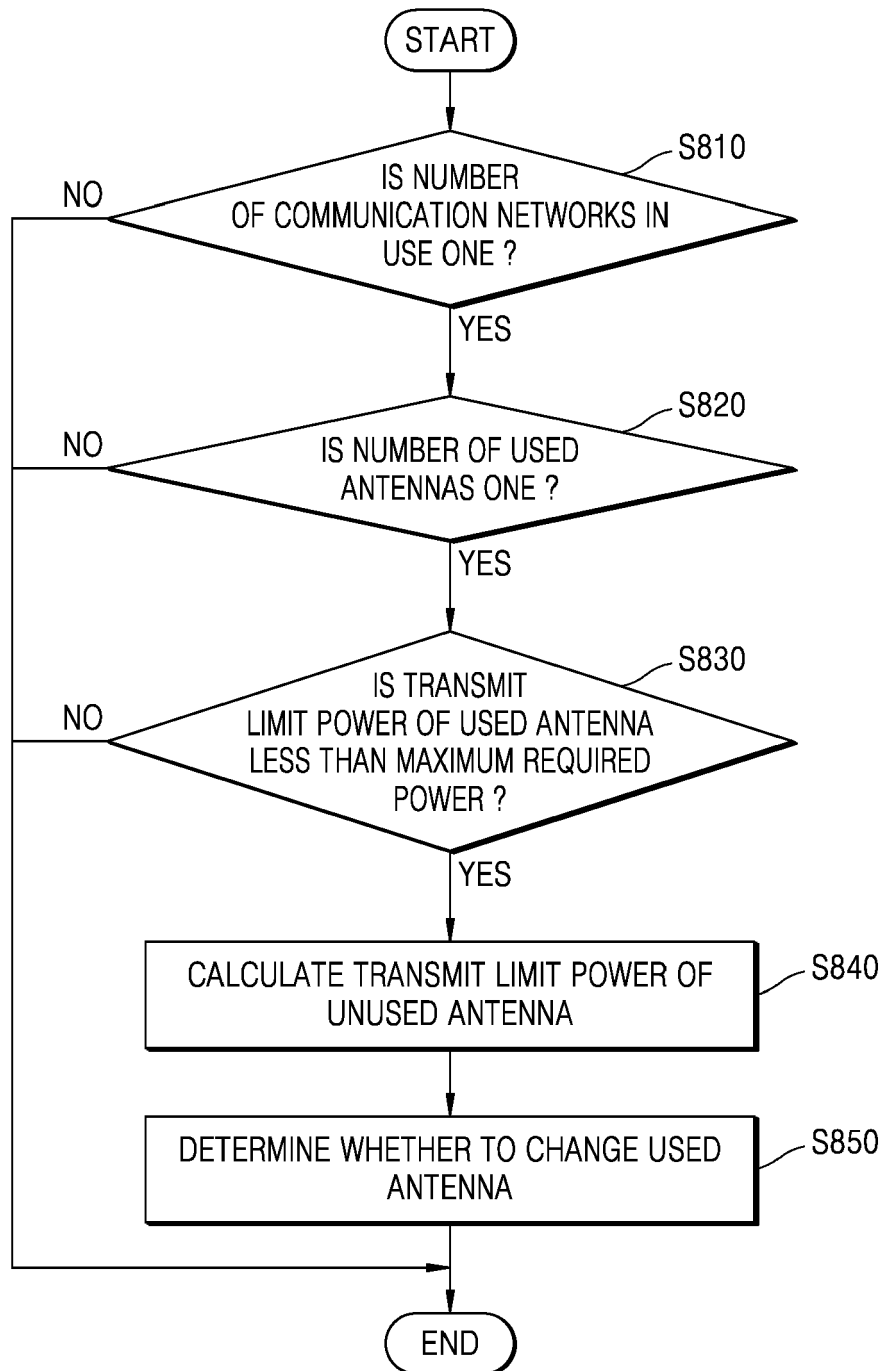 START
S810
NO
IS NUMBER
OF COMMUNICATION NETWORKS IN
USE ONE ?
YES
S820
NO
IS NUMBER OF USED
ANTENNAS ONE ?
YES
S830
NO
IS TRANSMIT
LIMIT POWER OF USED ANTENNA
LESS THAN MAXIMUM REQUIRED
POWER ?
YES
CALCULATE TRANSMIT LIMIT POWER OF
UNUSED ANTENNA
S840
DETERMINE WHETHER TO CHANGE USED
ANTENNA
S850
END